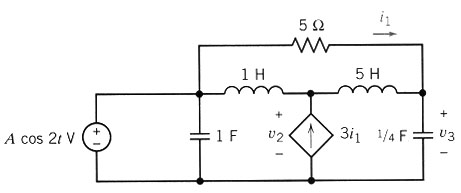 i₁
5 Ω
1 H
5 H
A cos 2t V
+
−
1 F
+
v₂
−
3i₁
1/4 F
+
v₃
−